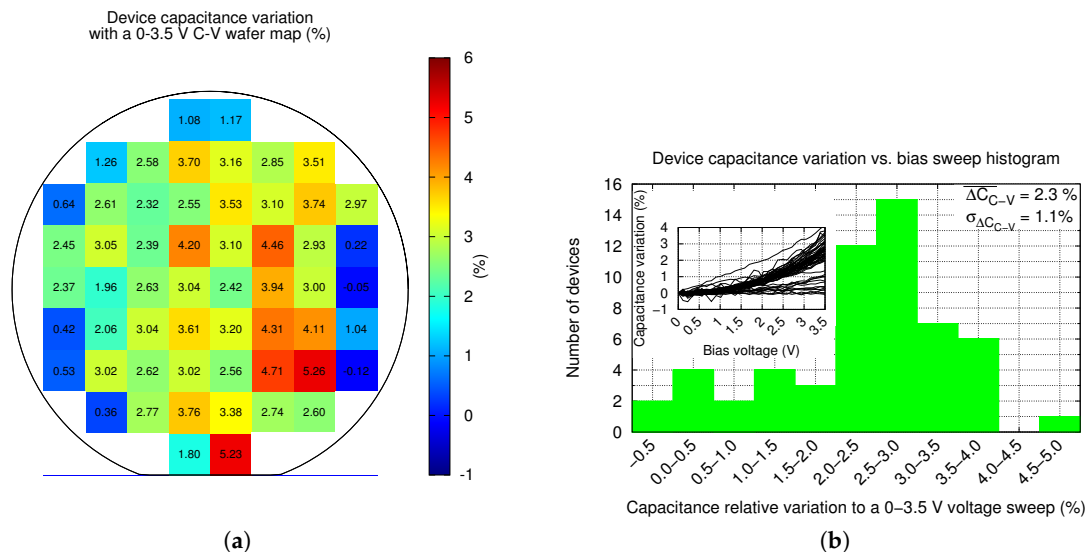 Device capacitance variation
with a 0-3.5 V C-V wafer map (%)
6
5
4
3
2
1
0
-1
(%)
1.08 1.17
1.26 2.58 3.70 3.16 2.85 3.51
0.64 2.61 2.32 2.55 3.53 3.10 3.74 2.97
2.45 3.05 2.39 4.20 3.10 4.46 2.93 0.22
2.37 1.96 2.63 3.04 2.42 3.94 3.00 -0.05
0.42 2.06 3.04 3.61 3.20 4.31 4.11 1.04
0.53 3.02 2.62 3.02 2.56 4.71 5.26 -0.12
0.36 2.77 3.76 3.38 2.74 2.60
1.80 5.23
(a)
Device capacitance variation vs. bias sweep histogram
Number of devices
16
14
12
10
8
6
4
2
0
ΔC̅C−V = 2.3 %
σΔCC−V = 1.1%
Capacitance variation (%)
4
3
2
1
0
−1
0 0.5 1 1.5 2 2.5 3 3.5
Bias voltage (V)
−0.5 0.0−0.5 0.5−1.0 1.0−1.5 1.5−2.0 2.0−2.5 2.5−3.0 3.0−3.5 3.5−4.0 4.0−4.5 4.5−5.0
Capacitance relative variation to a 0−3.5 V voltage sweep (%)
(b)